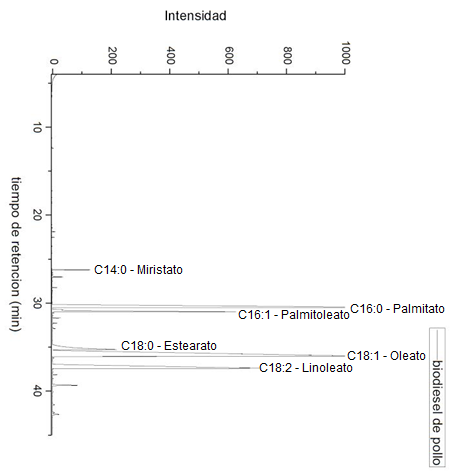 Intensidad
0
200
400
600
800
1000
10
20
30
40
tiempo de retencion (min)
C14:0 - Miristato
C16:0 - Palmitato
C16:1 - Palmitoleato
C18:0 - Estearato
C18:1 - Oleato
C18:2 - Linoleato
biodiesel de pollo